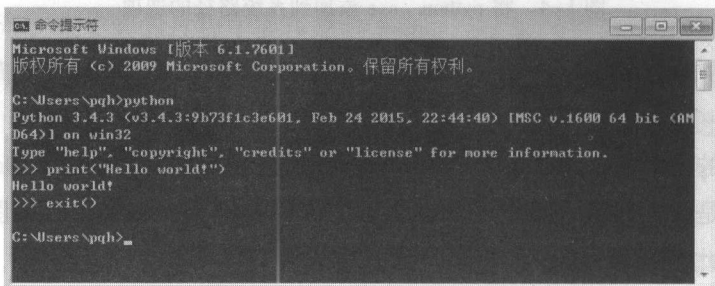 命令提示符
Microsoft Windows [版本 6.1.7601]
版权所有 (c) 2009 Microsoft Corporation。保留所有权利。
C:\Users\pqh>python
Python 3.4.3 (v3.4.3:9b73f1c3e601, Feb 24 2015, 22:44:40) [MSC v.1600 64 bit (AM
D64)] on win32
Type "help", "copyright", "credits" or "license" for more information.
>>> print("Hello world!")
Hello world!
>>> exit()
C:\Users\pqh>